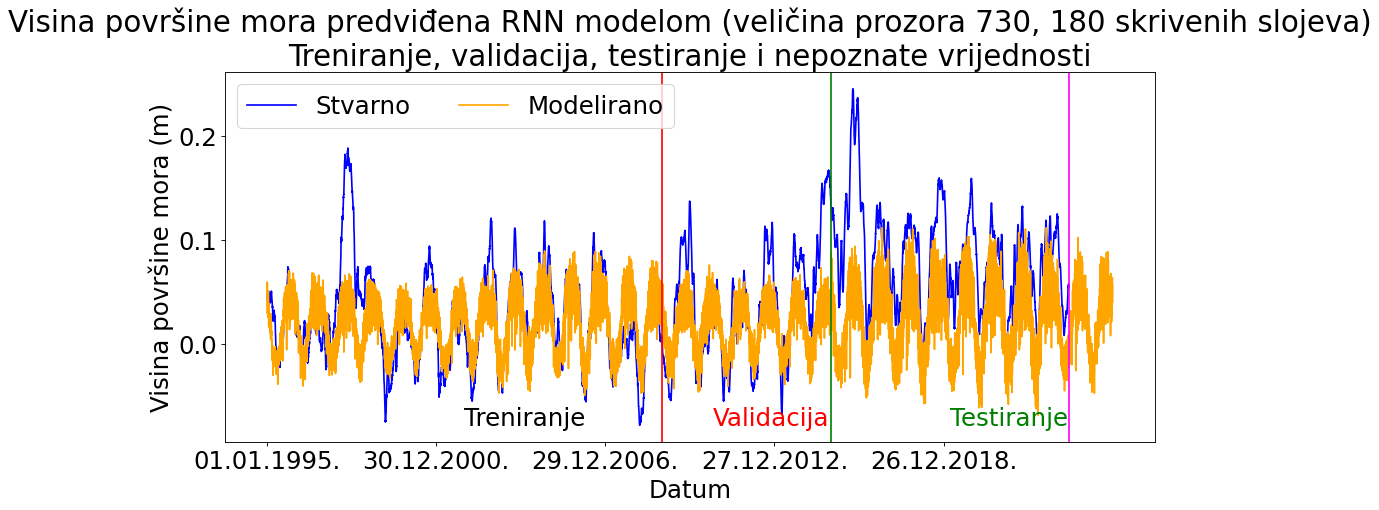 Visina površine mora predviđena RNN modelom (veličina prozora 730, 180 skrivenih slojeva)
Treniranje, validacija, testiranje i nepoznate vrijednosti
Stvarno Modelirano
Visina površine mora (m)
0.2
0.1
0.0
Treniranje Validacija Testiranje
01.01.1995. 30.12.2000. 29.12.2006. 27.12.2012. 26.12.2018.
Datum